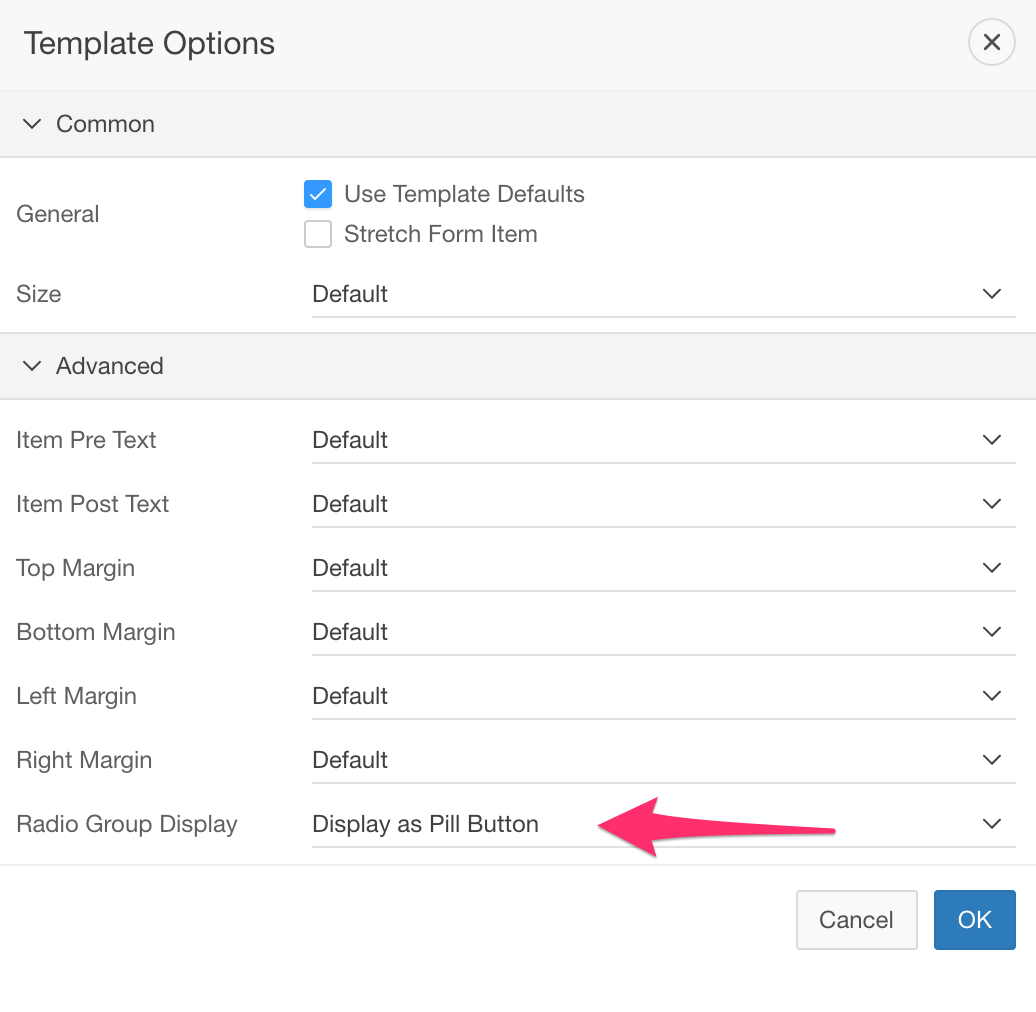 Template Options
Common
General
Use Template Defaults
Stretch Form Item
Size
Default
Advanced
Item Pre Text
Default
Item Post Text
Default
Top Margin
Default
Bottom Margin
Default
Left Margin
Default
Right Margin
Default
Radio Group Display
Display as Pill Button
Cancel
OK